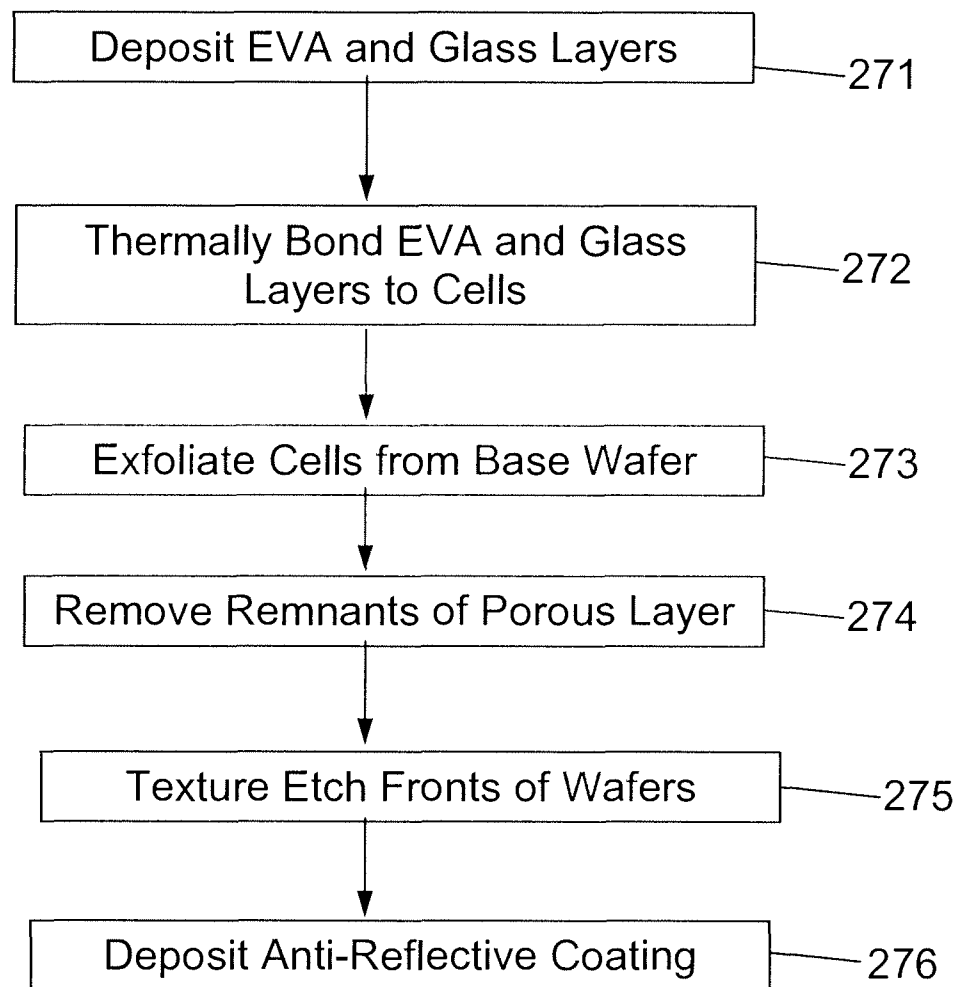 Deposit EVA and Glass Layers
271
Thermally Bond EVA and Glass
Layers to Cells
272
Exfoliate Cells from Base Wafer
273
Remove Remnants of Porous Layer
274
Texture Etch Fronts of Wafers
275
Deposit Anti-Reflective Coating
276